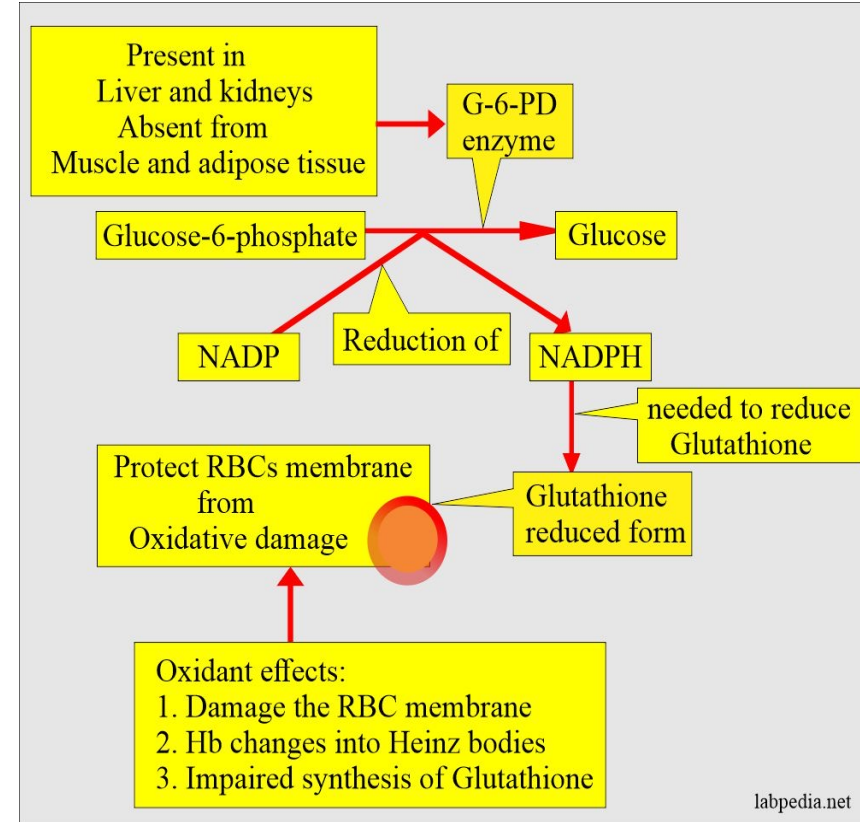 Present in
Liver and kidneys
Absent from
Muscle and adipose tissue
G-6-PD
enzyme
Glucose-6-phosphate
Glucose
NADP
Reduction of
NADPH
needed to reduce
Glutathione
Protect RBCs membrane
from
Oxidative damage
Glutathione
reduced form
Oxidant effects:
1. Damage the RBC membrane
2. Hb changes into Heinz bodies
3. Impaired synthesis of Glutathione
labpedia.net